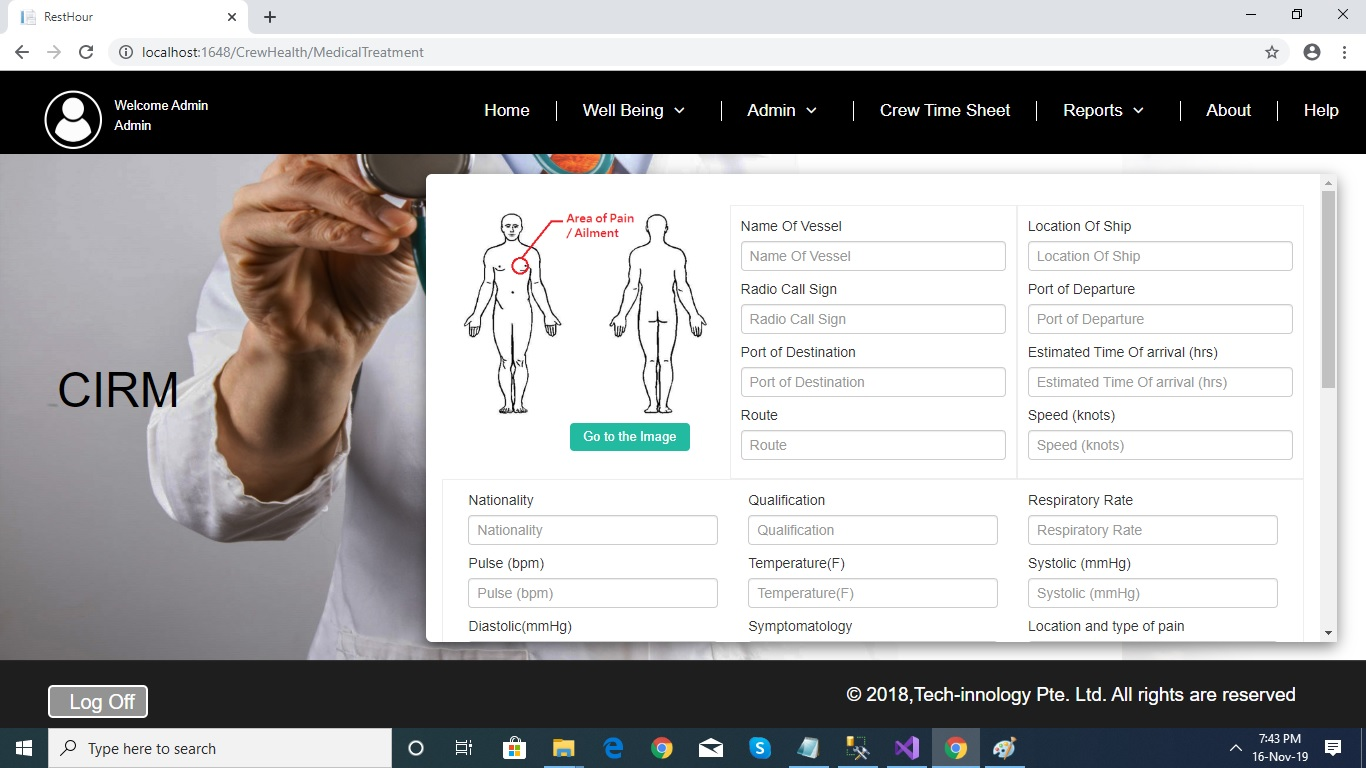 RestHour
localhost:1648/CrewHealth/MedicalTreatment
Welcome Admin
Admin
Home
Well Being
Admin
Crew Time Sheet
Reports
About
Help
CIRM
Area of Pain
/ Ailment
Go to the Image
Name Of Vessel
Name Of Vessel
Location Of Ship
Location Of Ship
Radio Call Sign
Radio Call Sign
Port of Departure
Port of Departure
Port of Destination
Port of Destination
Estimated Time Of arrival (hrs)
Estimated Time Of arrival (hrs)
Route
Route
Speed (knots)
Speed (knots)
Nationality
Nationality
Qualification
Qualification
Respiratory Rate
Respiratory Rate
Pulse (bpm)
Pulse (bpm)
Temperature(F)
Temperature(F)
Systolic (mmHg)
Systolic (mmHg)
Diastolic(mmHg)
Symptomatology
Location and type of pain
Log Off
© 2018,Tech-innology Pte. Ltd. All rights are reserved
Type here to search
7:43 PM
16-Nov-19